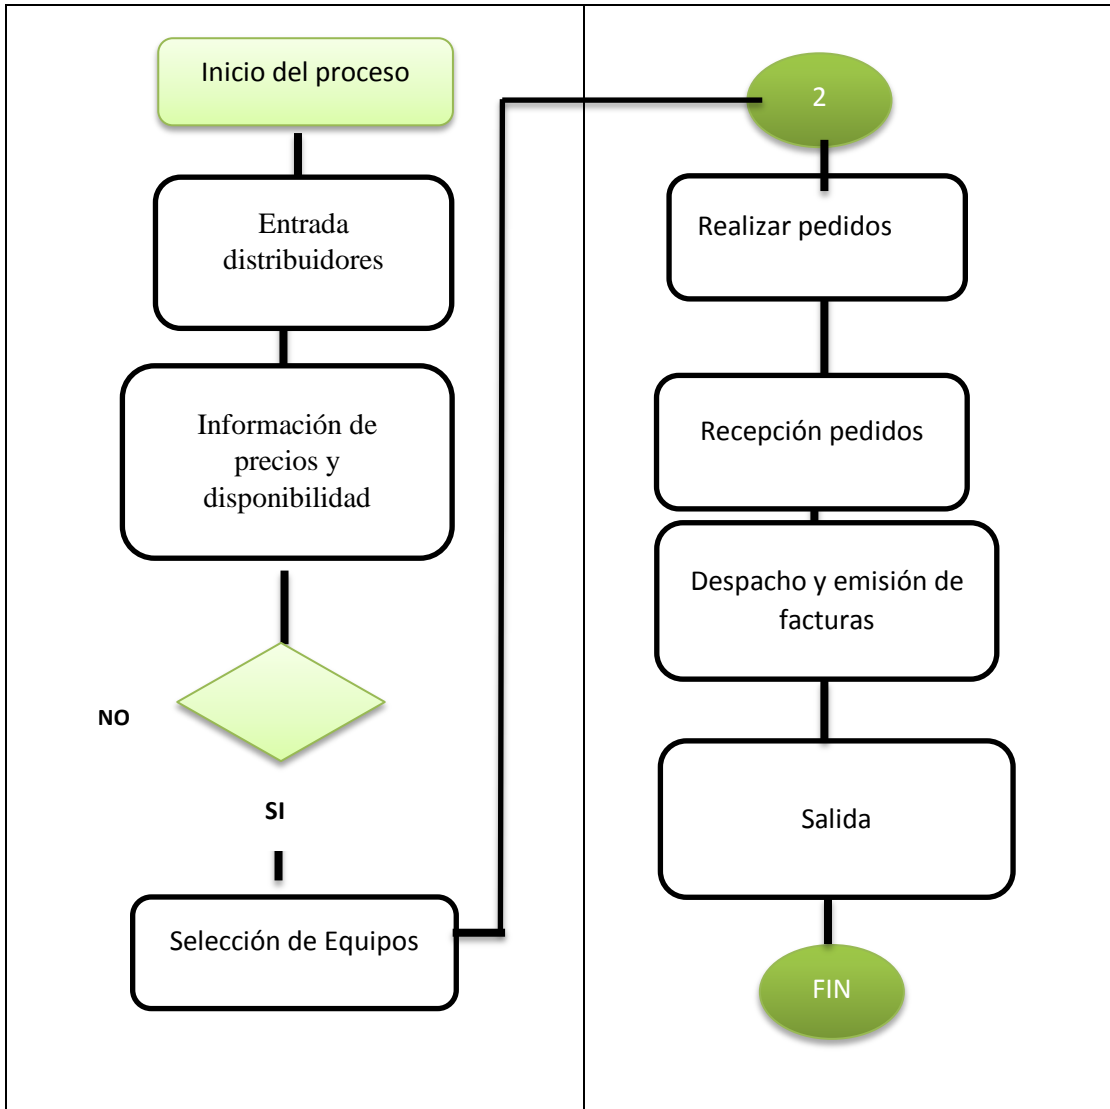 Inicio del proceso
Entrada
distribuidores
Información de
precios y
disponibilidad
NO
SI
Selección de Equipos
2
Realizar pedidos
Recepción pedidos
Despacho y emisión de
facturas
Salida
FIN